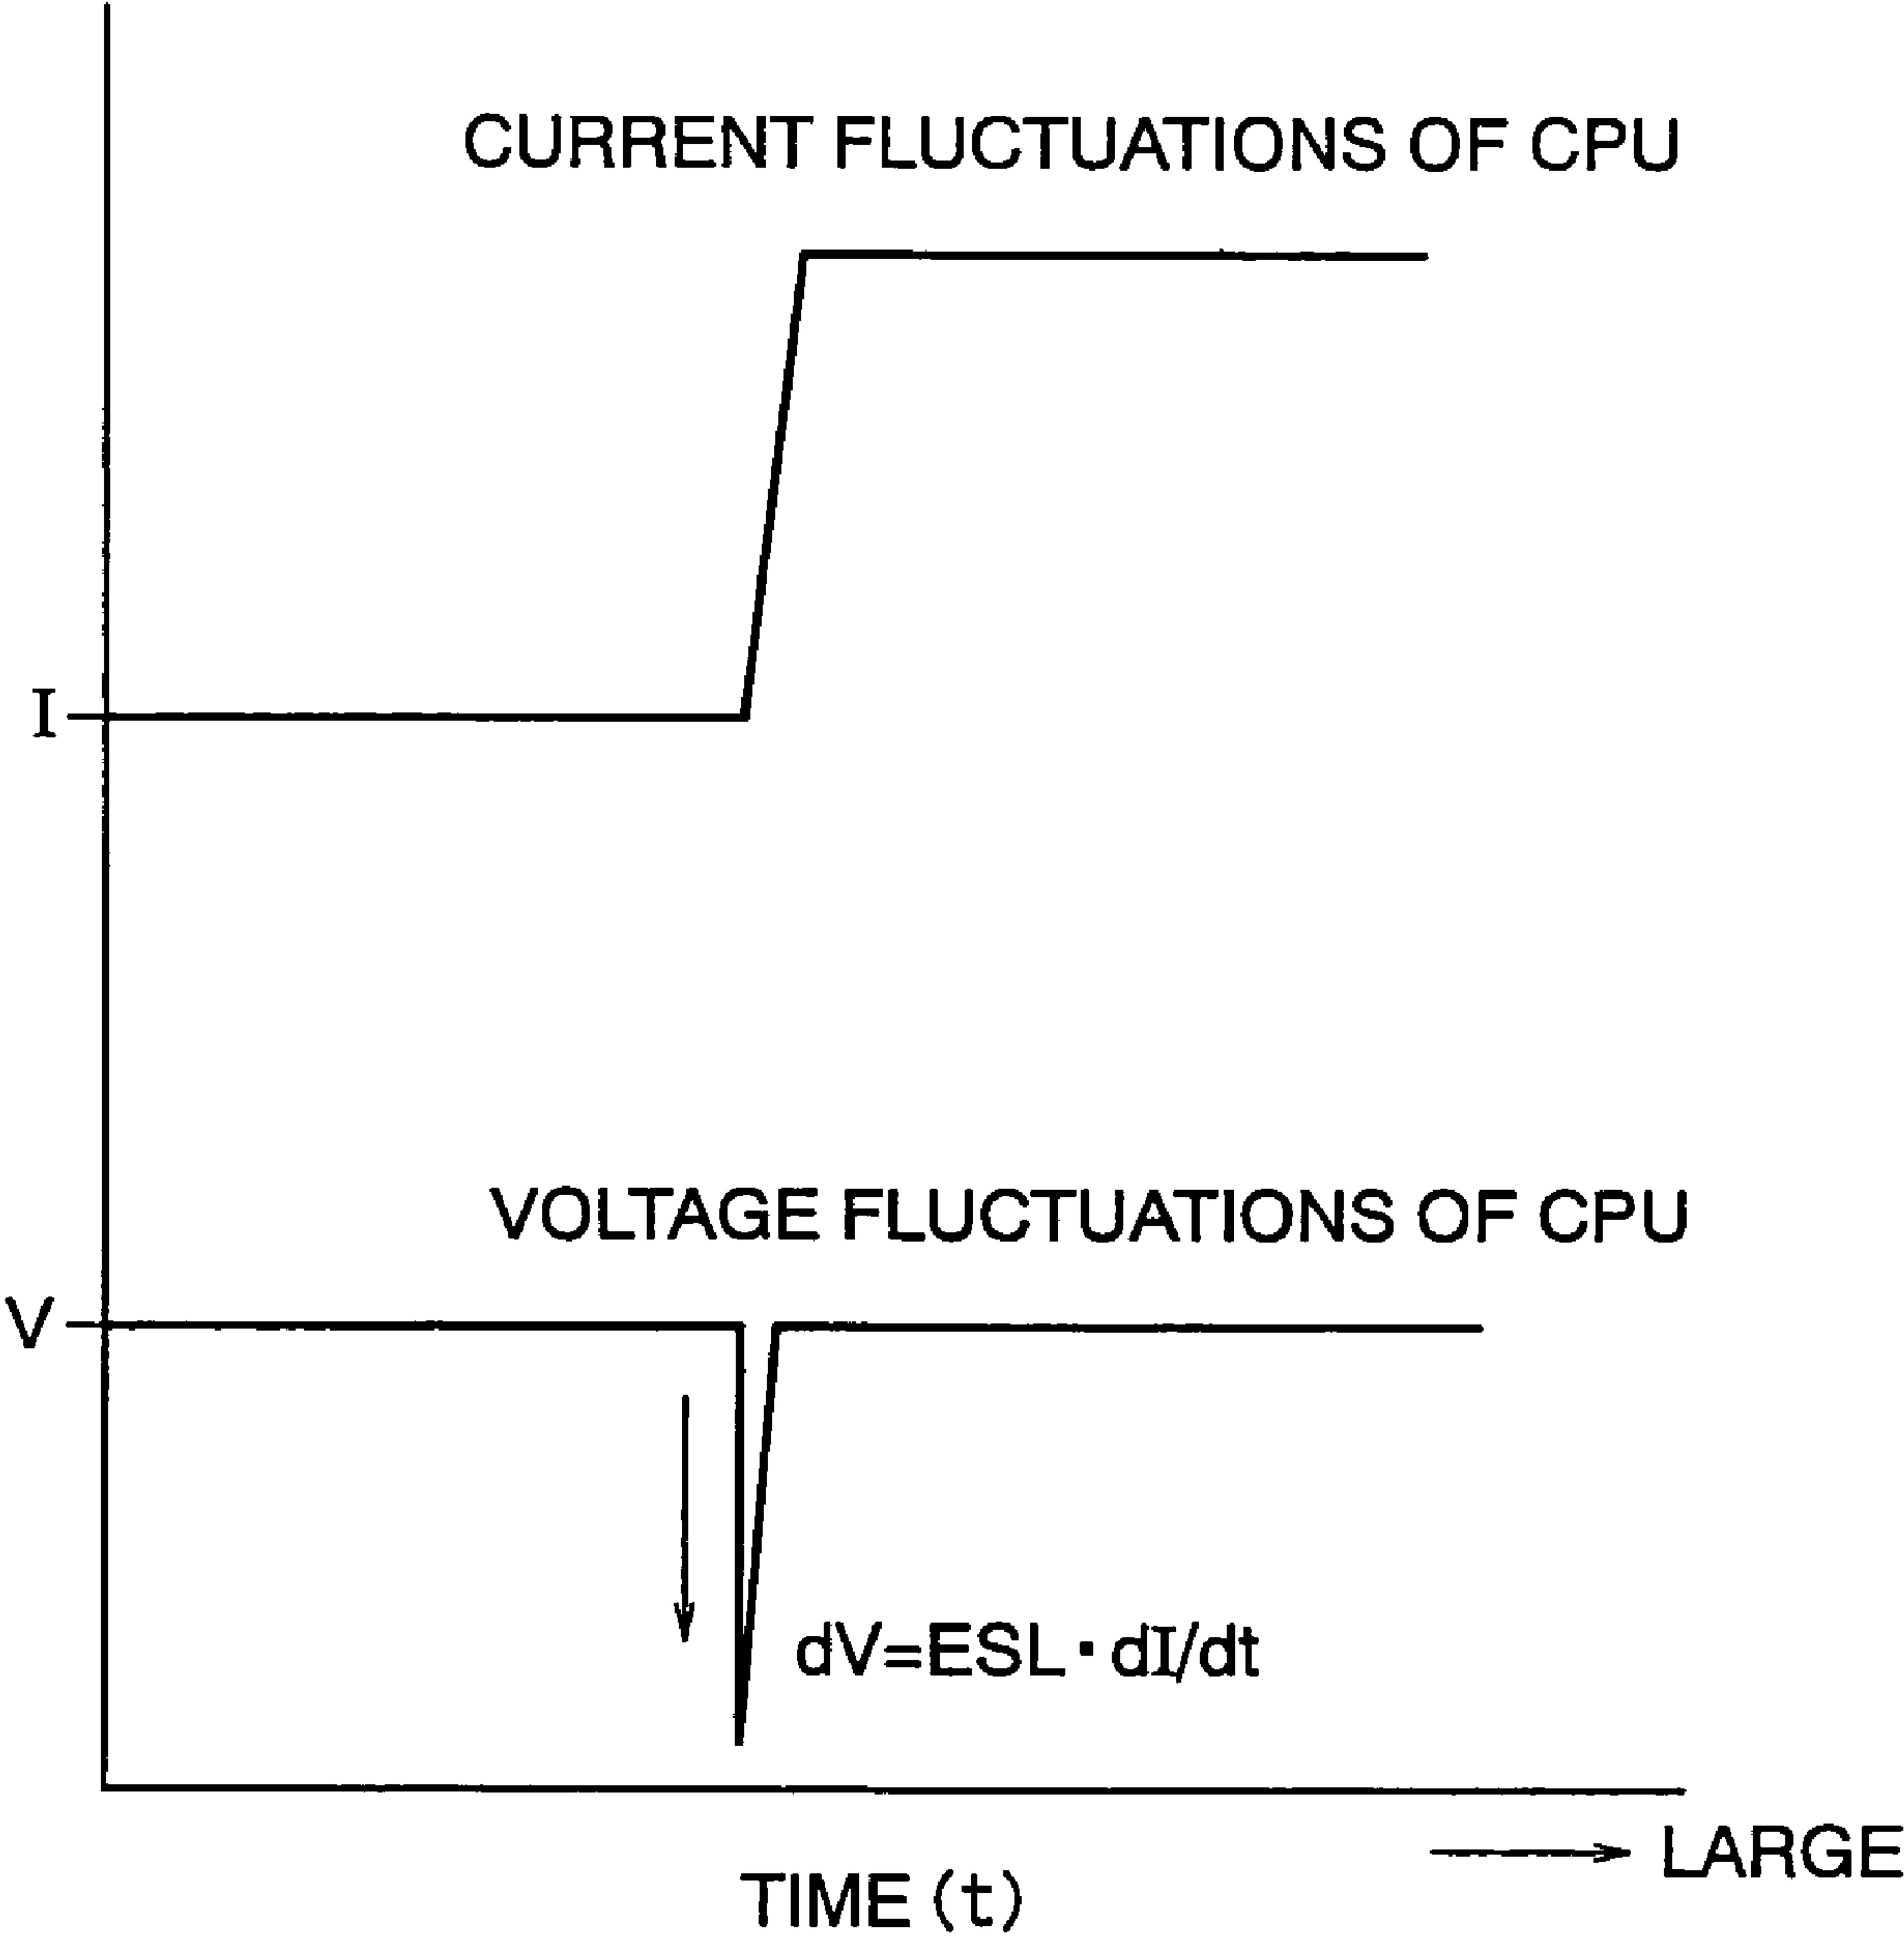 CURRENT FLUCTUATIONS OF CPU
I
VOLTAGE FLUCTUATIONS OF CPU
V
dV=ESL·dI/dt
LARGE
TIME (t)